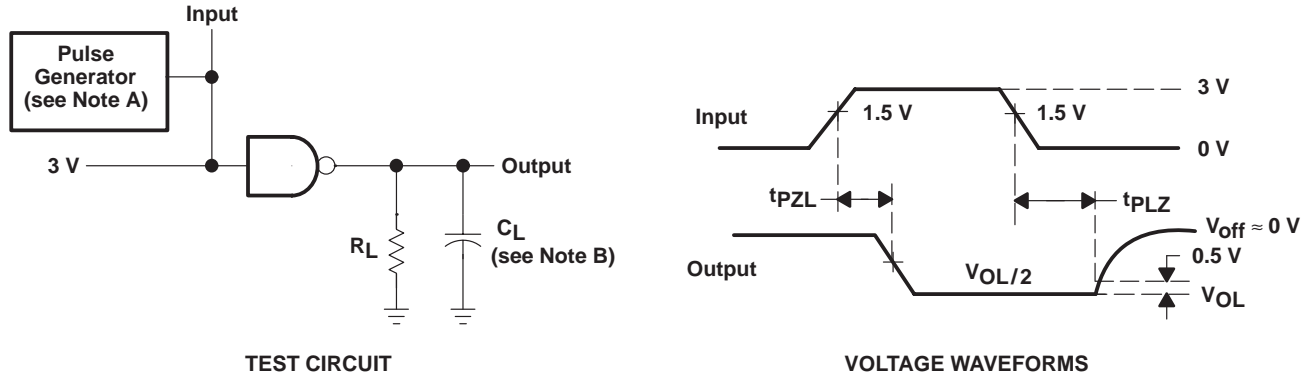 Input
Pulse
Generator
(see Note A)
3 V
Output
RL
CL
(see Note B)
TEST CIRCUIT
3 V
Input
1.5 V
1.5 V
0 V
tPZL
tPLZ
Voff ≈ 0 V
0.5 V
Output
VOL/2
VOL
VOLTAGE WAVEFORMS